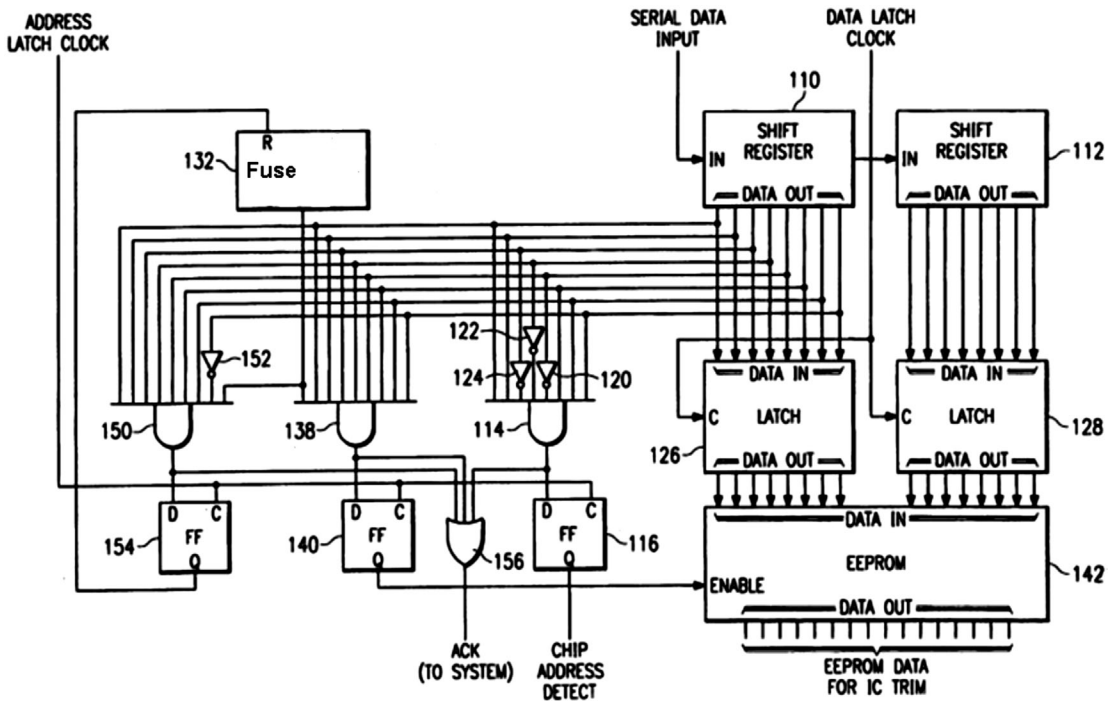 ADDRESS
LATCH CLOCK
SERIAL DATA
INPUT
DATA LATCH
CLOCK
110
R
132
Fuse
SHIFT
REGISTER
IN
DATA OUT
SHIFT
REGISTER
IN
DATA OUT
112
122
152
124
120
150
138
114
DATA IN
C
LATCH
126
DATA OUT
DATA IN
C
LATCH
128
DATA OUT
D
C
FF
Q
154
D
C
FF
Q
140
156
D
C
FF
Q
116
DATA IN
EEPROM
ENABLE
142
DATA OUT
ACK
(TO SYSTEM)
CHIP
ADDRESS
DETECT
EEPROM DATA
FOR IC TRIM